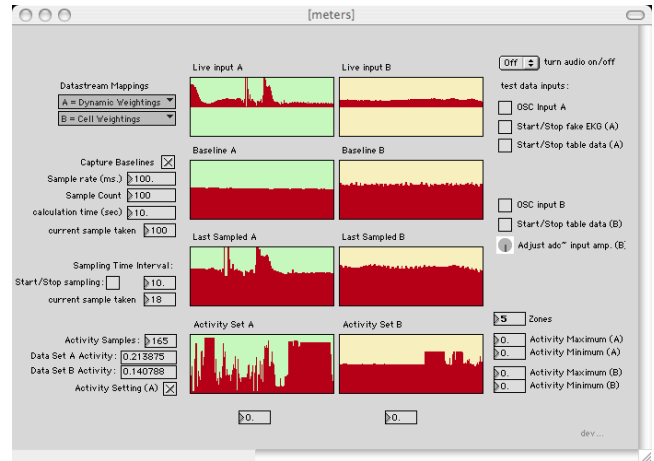 [meters]
Live input A
Live input B
Off
turn audio on/off
Datastream Mappings
A = Dynamic Weightings
B = Cell Weightings
test data inputs:
OSC Input A
Start/Stop fake EKG (A)
Start/Stop table data (A)
Capture Baselines
Sample rate (ms.)
100.
Sample Count
100
calculation time (sec)
10.
current sample taken
100
Baseline A
Baseline B
OSC input B
Start/Stop table data (B)
Adjust adc~ input amp. (B)
Last Sampled A
Last Sampled B
Sampling Time Interval:
Start/Stop sampling:
10.
current sample taken
18
5
Zones
Activity Set A
Activity Set B
Activity Samples:
165
Data Set A Activity:
0.213875
Data Set B Activity:
0.140788
Activity Setting (A)
0.
Activity Maximum (A)
0.
Activity Minimum (A)
0.
Activity Maximum (B)
0.
Activity Minimum (B)
0.
0.
dev...